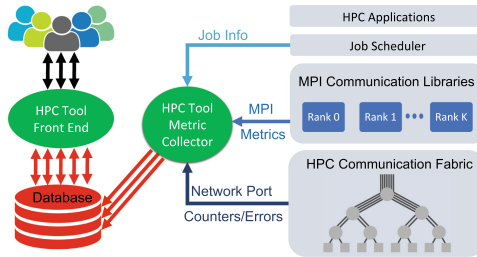 HPC Applications
Job Info
Job Scheduler
MPI Communication Libraries
HPC Tool
Front End
HPC Tool
Metric
Collector
MPI
Metrics
Rank 0
Rank 1
Rank K
HPC Communication Fabric
Database
Network Port
Counters/Errors